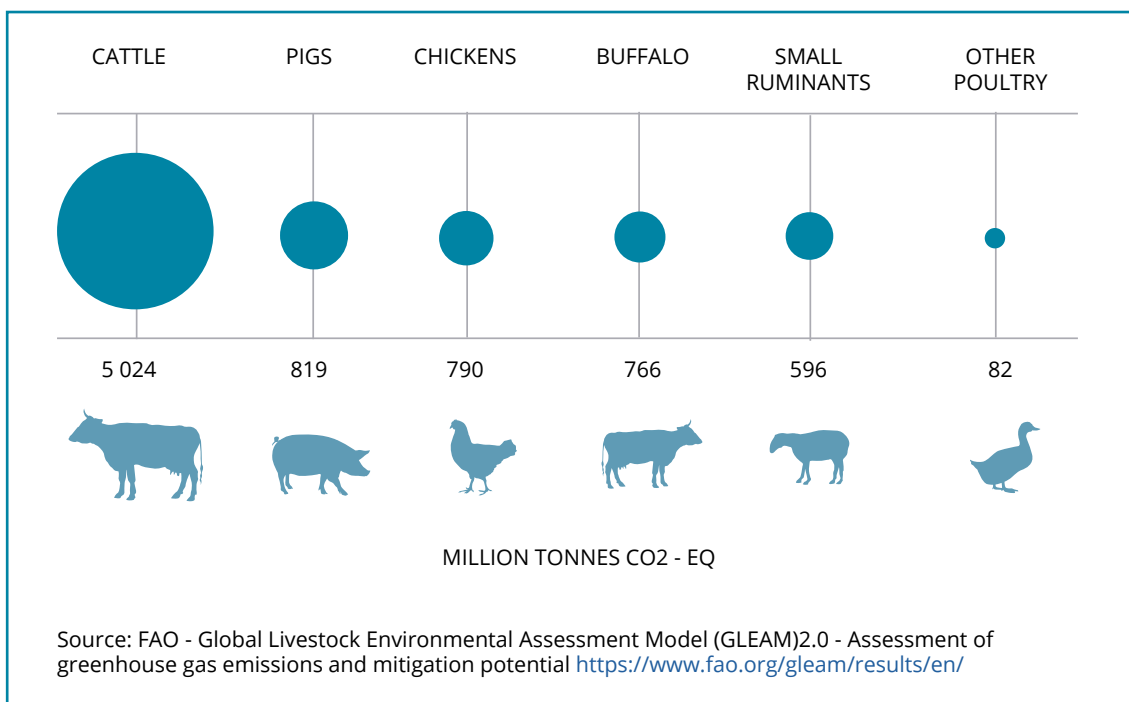 CATTLE
PIGS
CHICKENS
BUFFALO
SMALL
RUMINANTS
OTHER
POULTRY
5 024
819
790
766
596
82
MILLION TONNES CO2 - EQ
Source: FAO - Global Livestock Environmental Assessment Model (GLEAM)2.0 - Assessment of
greenhouse gas emissions and mitigation potential https://www.fao.org/gleam/results/en/